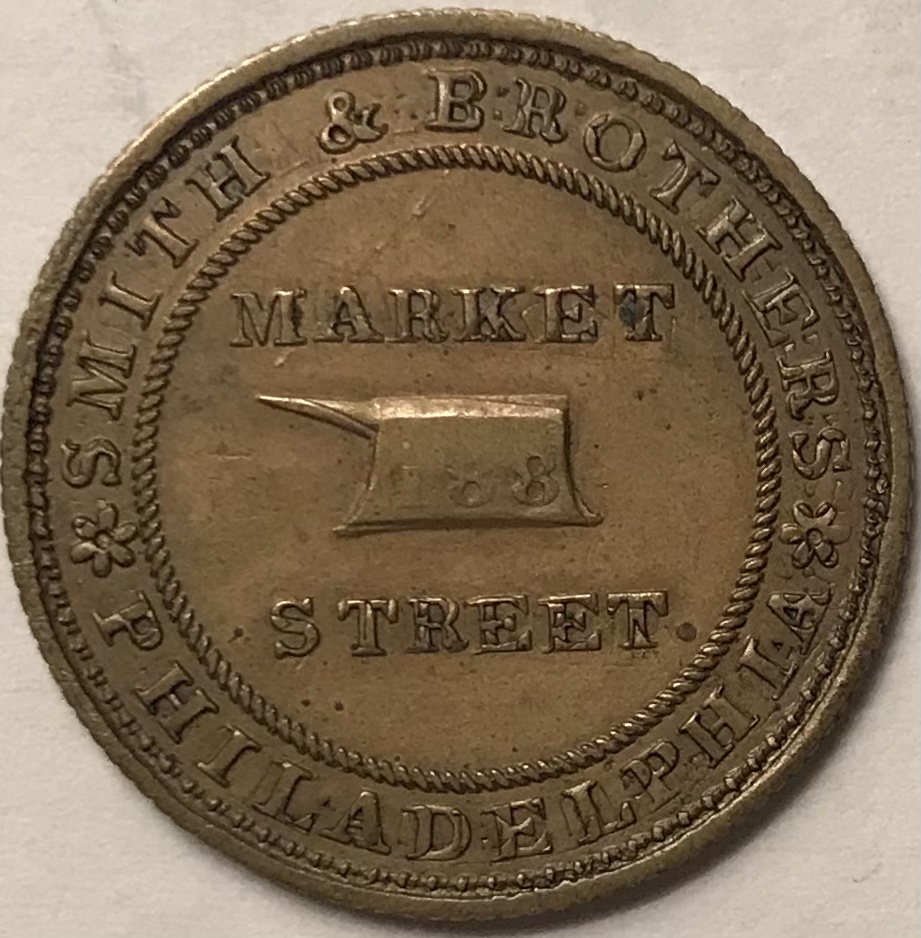 SMITH & BROTHERS
MARKET
188
STREET.
PHILADELPHIA